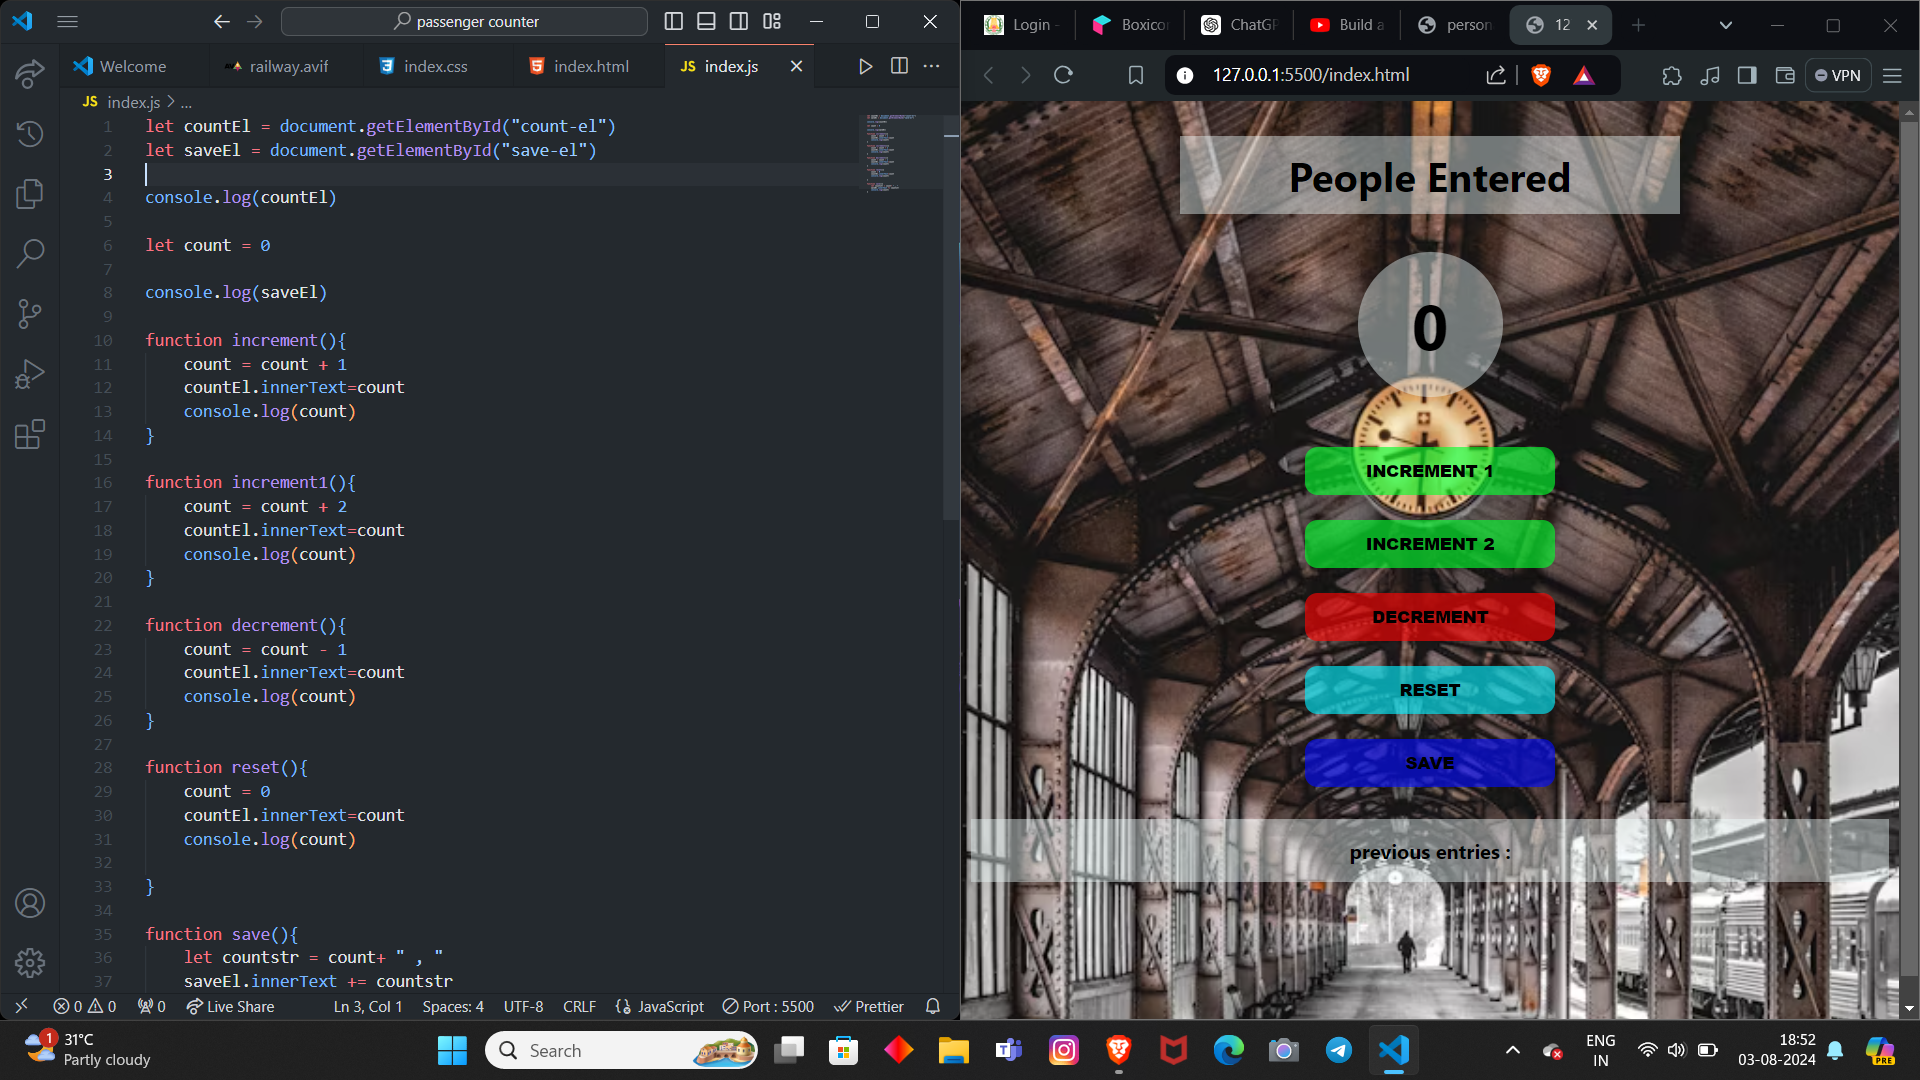 passenger counter
Welcome
railway.avif
index.css
index.html
JS index.js
JS index.js > ...
1 let countEl = document.getElementById("count-el")
2 let saveEl = document.getElementById("save-el")
3
4 console.log(countEl)
5
6 let count = 0
7
8 console.log(saveEl)
9
10 function increment(){
11 count = count + 1
12 countEl.innerText=count
13 console.log(count)
14 }
15
16 function increment1(){
17 count = count + 2
18 countEl.innerText=count
19 console.log(count)
20 }
21
22 function decrement(){
23 count = count - 1
24 countEl.innerText=count
25 console.log(count)
26 }
27
28 function reset(){
29 count = 0
30 countEl.innerText=count
31 console.log(count)
32
33 }
34
35 function save(){
36 let countstr = count+ " , "
37 saveEl.innerText += countstr
0 0 0 Live Share Ln 3, Col 1 Spaces: 4 UTF-8 CRLF JavaScript Port : 5500 Prettier
Login - Boxico ChatGP Build a person 12
127.0.0.1:5500/index.html VPN
People Entered
0
INCREMENT 1
INCREMENT 2
DECREMENT
RESET
SAVE
previous entries :
1
31°C
Partly cloudy
Search
ENG
IN
18:52
03-08-2024
PRE